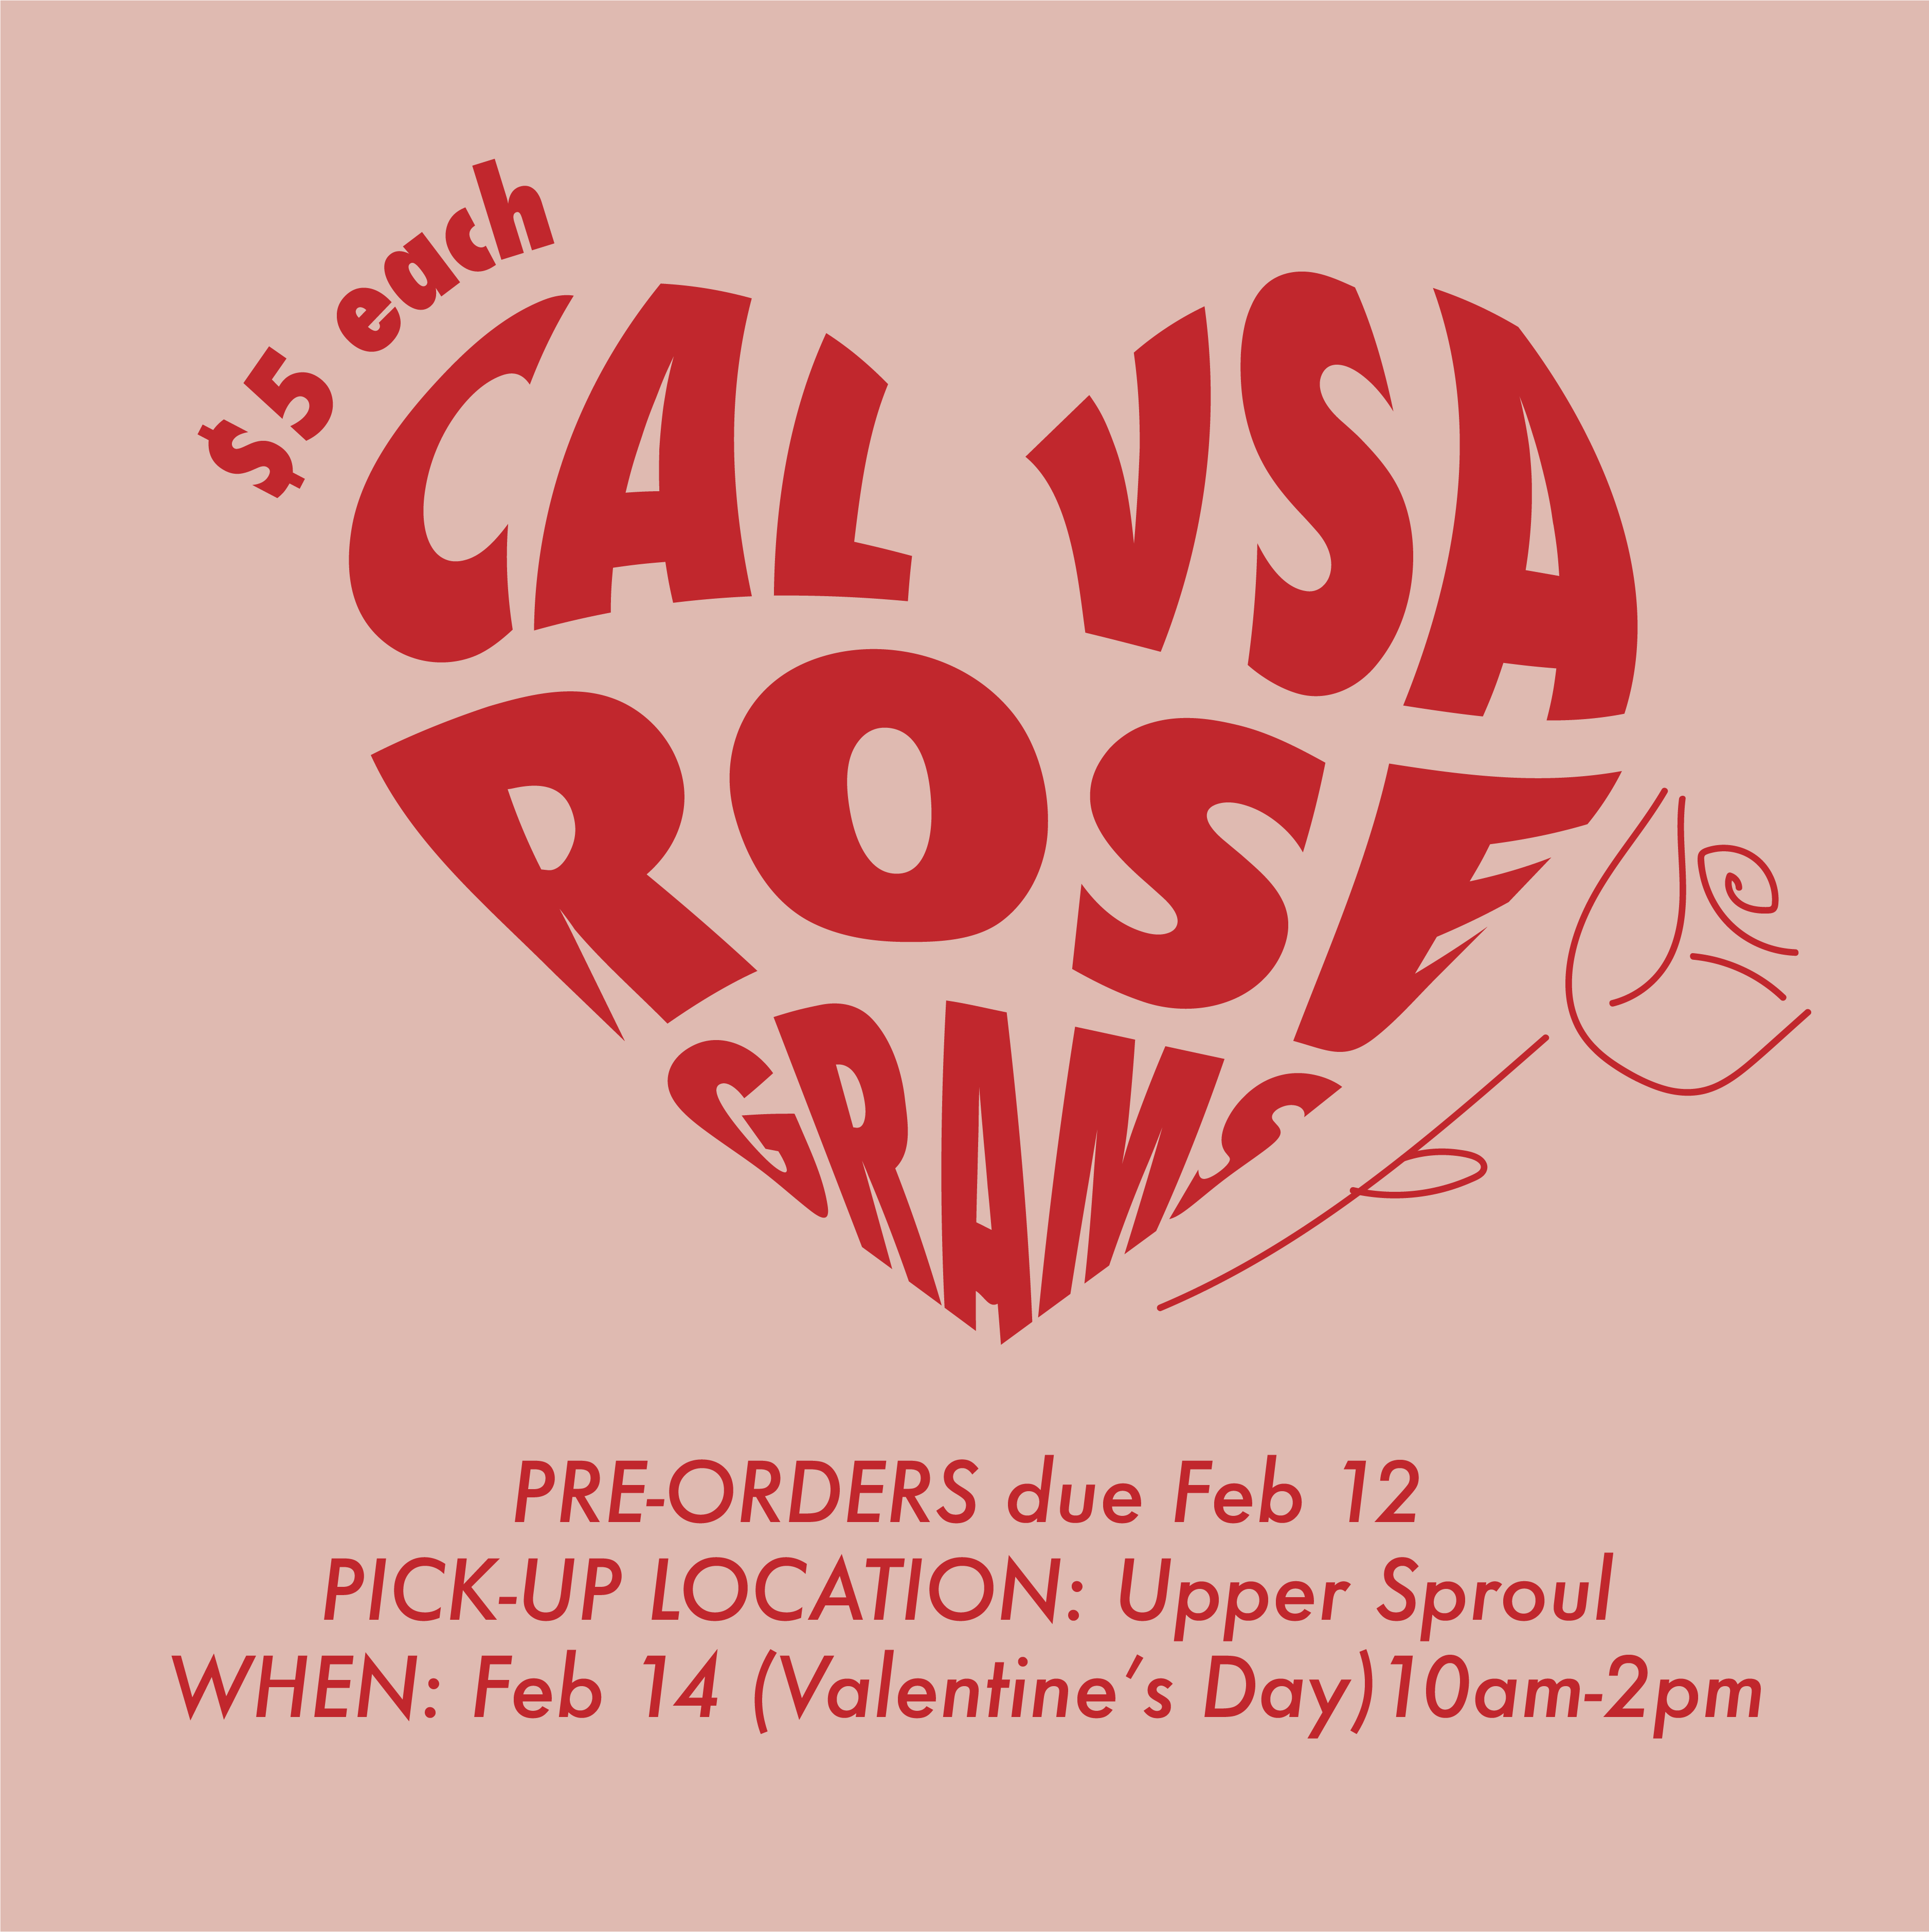 $5 each
CAL VSA
ROSE
GRAMS
PRE-ORDERS due Feb 12
PICK-UP LOCATION: Upper Sproul
WHEN: Feb 14 (Valentine's Day)10am-2pm